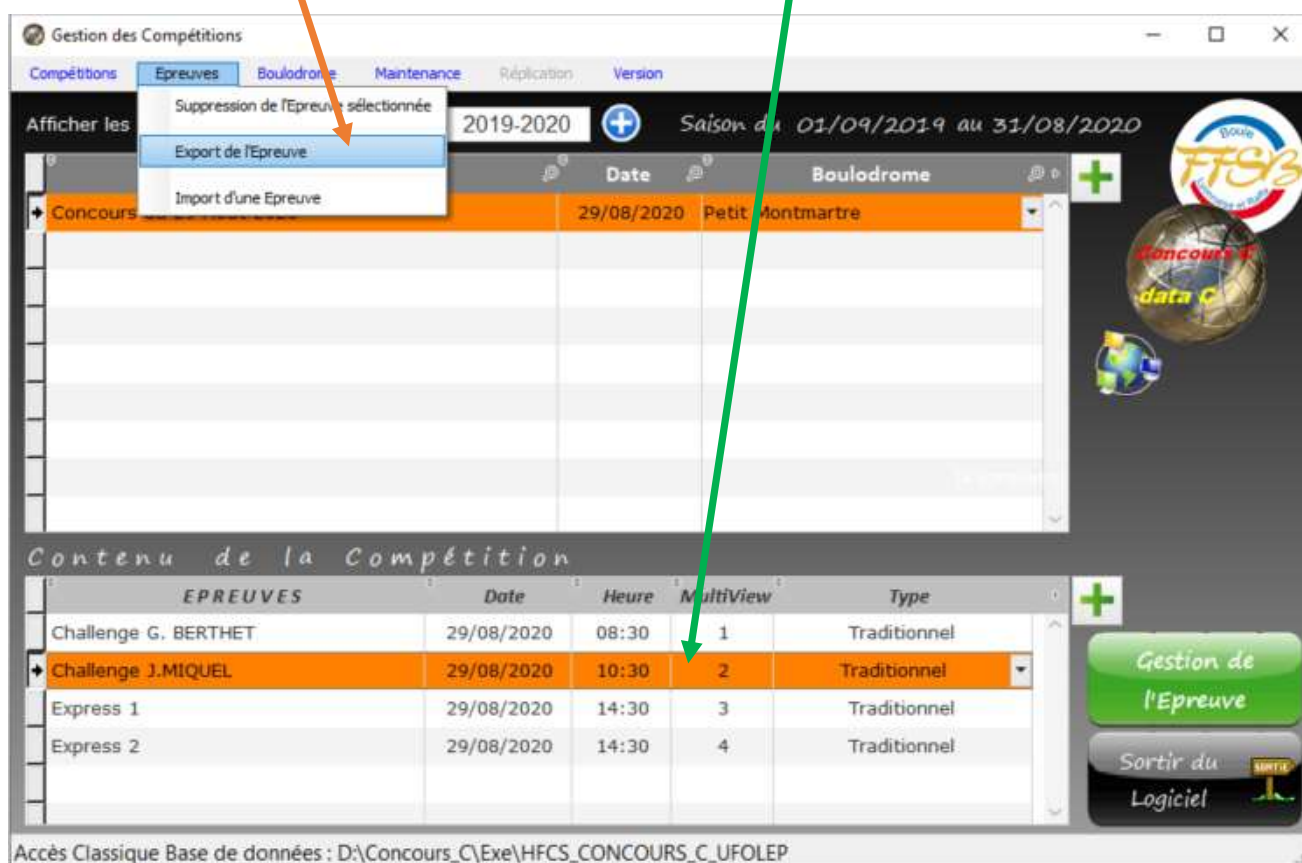 Gestion des Compétitions
Compétitions Epreuves Boulodrome Maintenance Réplication Version
Suppression de l'Epreuve sélectionnée
Export de l'Epreuve
Import d'une Epreuve
Afficher les 2019-2020 Saison du 01/09/2019 au 31/08/2020
Date Boulodrome
Concours 29/08/2020 Petit Montmartre
Boule
FFSB
Concours C
data C
Contenu de la Compétition
EPREUVES Date Heure MultiView Type
Challenge G. BERTHET 29/08/2020 08:30 1 Traditionnel
Challenge J.MIQUEL 29/08/2020 10:30 2 Traditionnel
Express 1 29/08/2020 14:30 3 Traditionnel
Express 2 29/08/2020 14:30 4 Traditionnel
Gestion de
l'Epreuve
Sortir du
Logiciel
SORTIE
Accès Classique Base de données : D:\Concours_C\Exe\HFCS_CONCOURS_C_UFOLEP